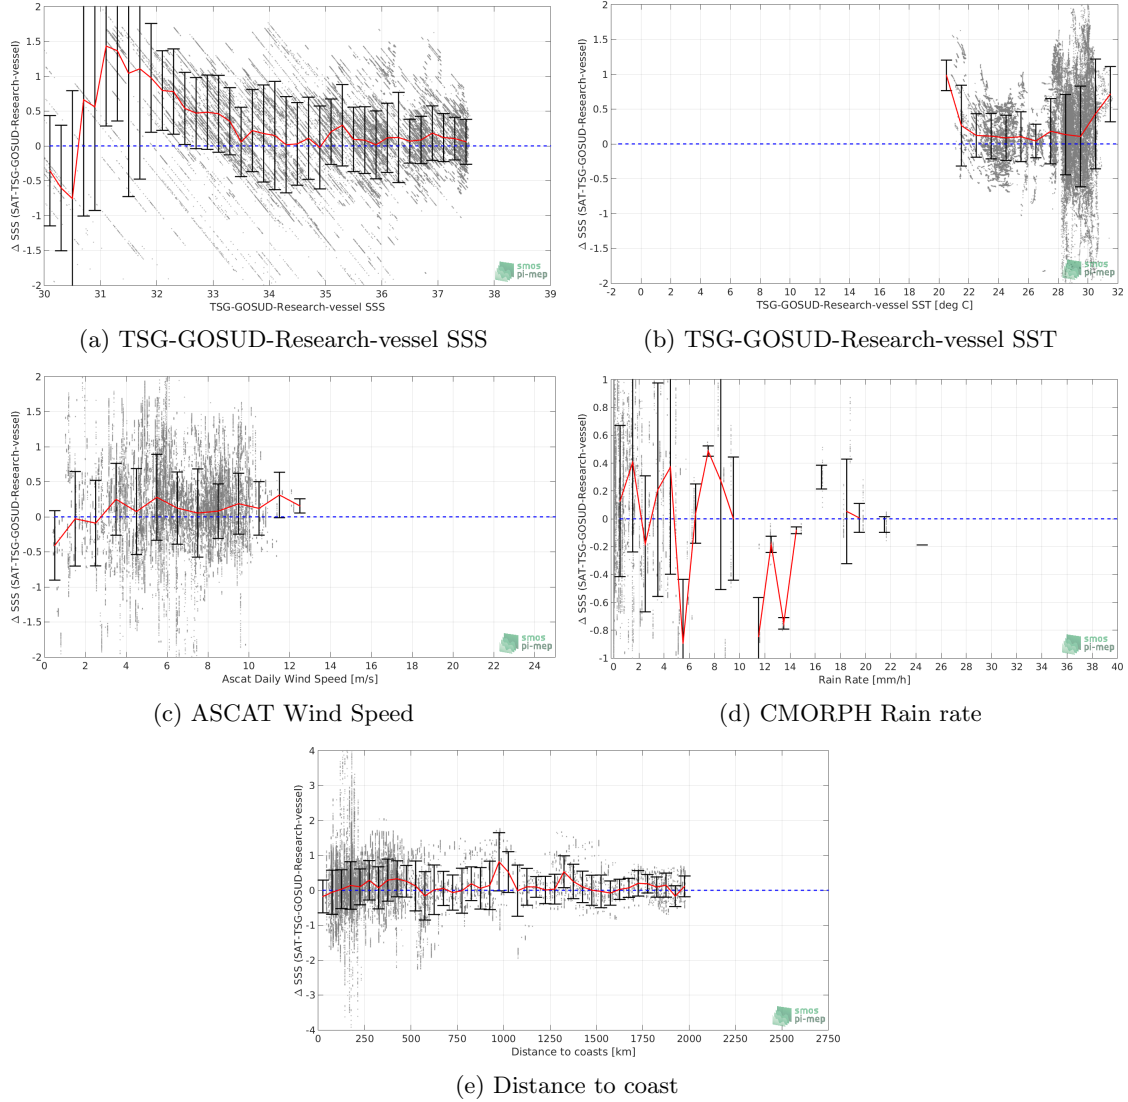 Δ SSS (SAT-TSG-GOSUD-Research-vessel)
2
1.5
1
0.5
0
-0.5
-1
-1.5
-2
30 31 32 33 34 35 36 37 38 39
TSG-GOSUD-Research-vessel SSS
smos
pi-mep
(a) TSG-GOSUD-Research-vessel SSS
Δ SSS (SAT-TSG-GOSUD-Research-vessel)
2
1.5
1
0.5
0
-0.5
-1
-1.5
-2
-2 0 2 4 6 8 10 12 14 16 18 20 22 24 26 28 30 32
TSG-GOSUD-Research-vessel SST [deg C]
smos
pi-mep
(b) TSG-GOSUD-Research-vessel SST
Δ SSS (SAT-TSG-GOSUD-Research-vessel)
2
1.5
1
0.5
0
-0.5
-1
-1.5
-2
0 2 4 6 8 10 12 14 16 18 20 22 24
Ascat Daily Wind Speed [m/s]
smos
pi-mep
(c) ASCAT Wind Speed
Δ SSS (SAT-TSG-GOSUD-Research-vessel)
1
0.8
0.6
0.4
0.2
0
-0.2
-0.4
-0.6
-0.8
-1
0 2 4 6 8 10 12 14 16 18 20 22 24 26 28 30 32 34 36 38 40
Rain Rate [mm/h]
smos
pi-mep
(d) CMORPH Rain rate
Δ SSS (SAT-TSG-GOSUD-Research-vessel)
4
3
2
1
0
-1
-2
-3
-4
0 250 500 750 1000 1250 1500 1750 2000 2250 2500 2750
Distance to coasts [km]
smos
pi-mep
(e) Distance to coast